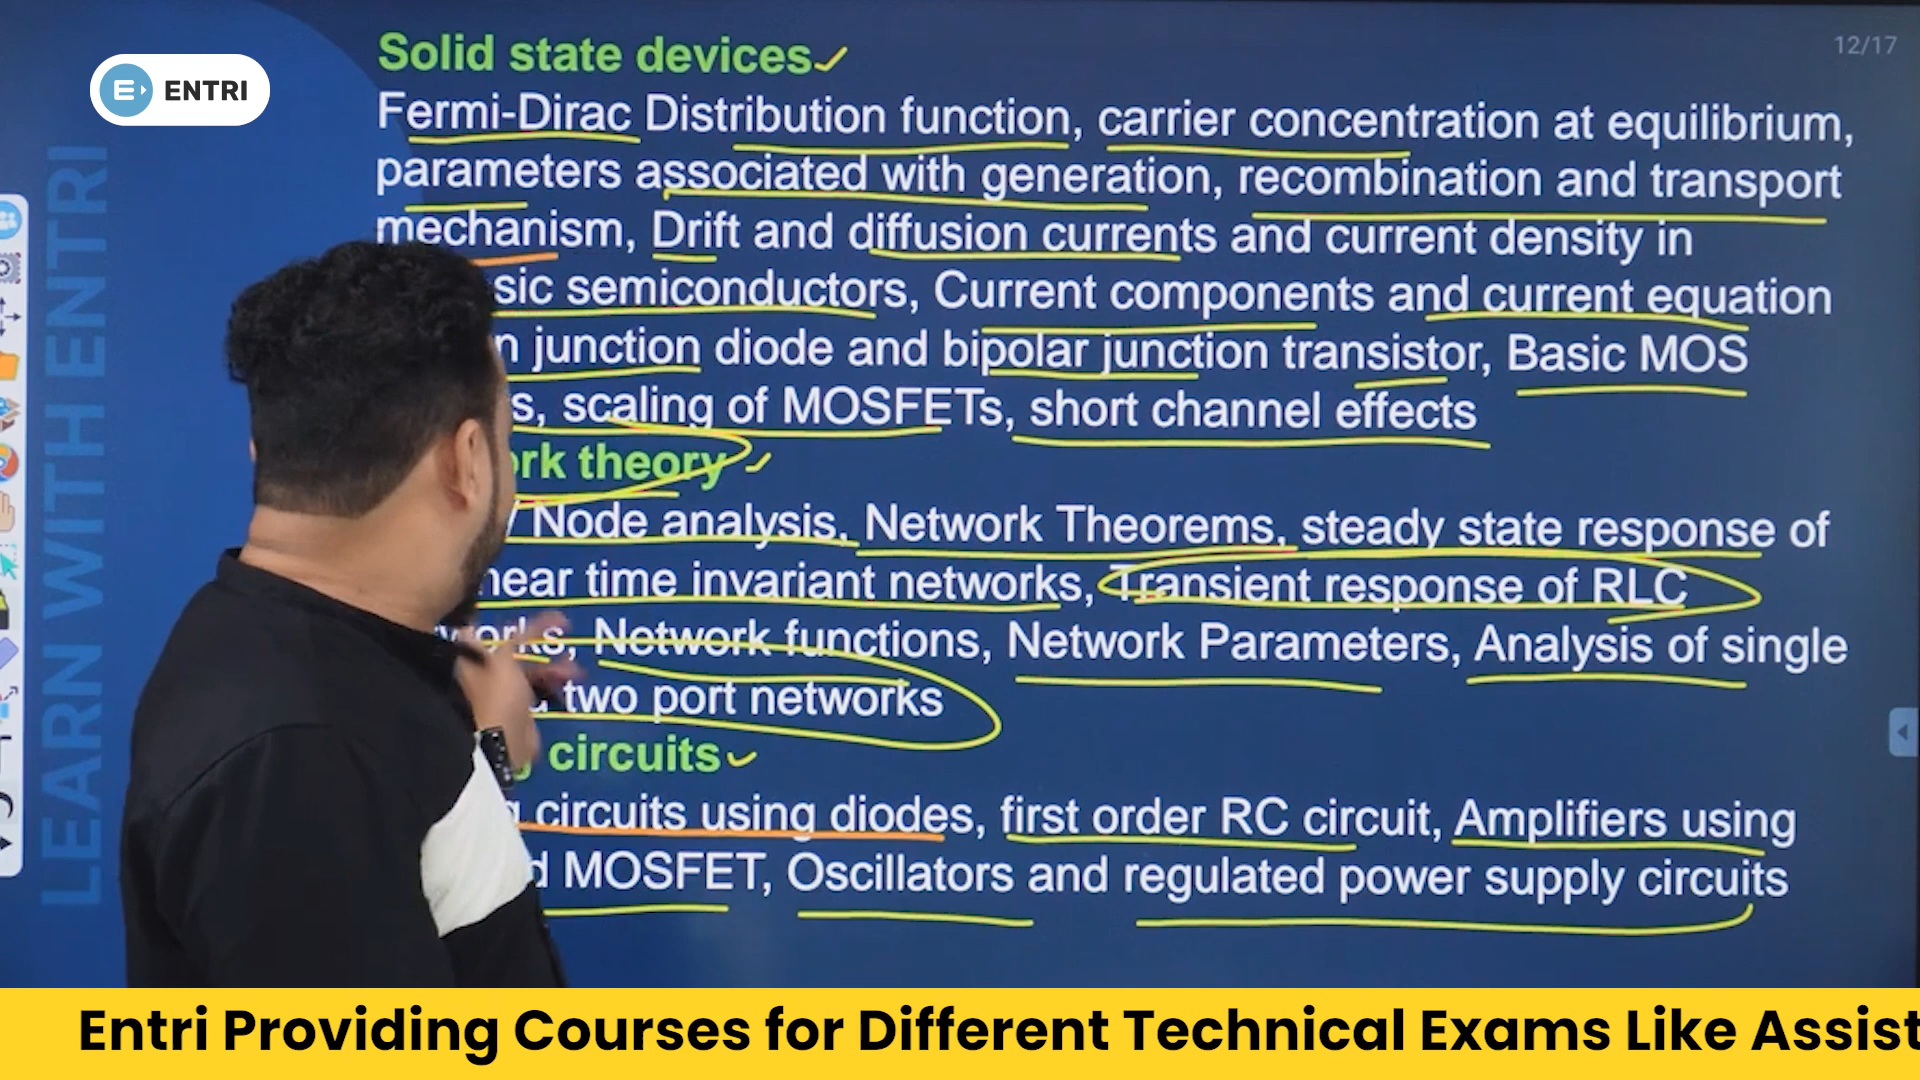 Solid state devices
12/17
ENTRI
Fermi-Dirac Distribution function, carrier concentration at equilibrium,
parameters associated with generation, recombination and transport
mechanism, Drift and diffusion currents and current density in
sic semiconductors, Current components and current equation
n junction diode and bipolar junction transistor, Basic MOS
s, scaling of MOSFETs, short channel effects
ork theory
/ Node analysis, Network Theorems, steady state response of
near time invariant networks, Transient response of RLC
works, Network functions, Network Parameters, Analysis of single
two port networks
circuits
g circuits using diodes, first order RC circuit, Amplifiers using
d MOSFET, Oscillators and regulated power supply circuits
LEARN WITH ENTRI
Entri Providing Courses for Different Technical Exams Like Assist